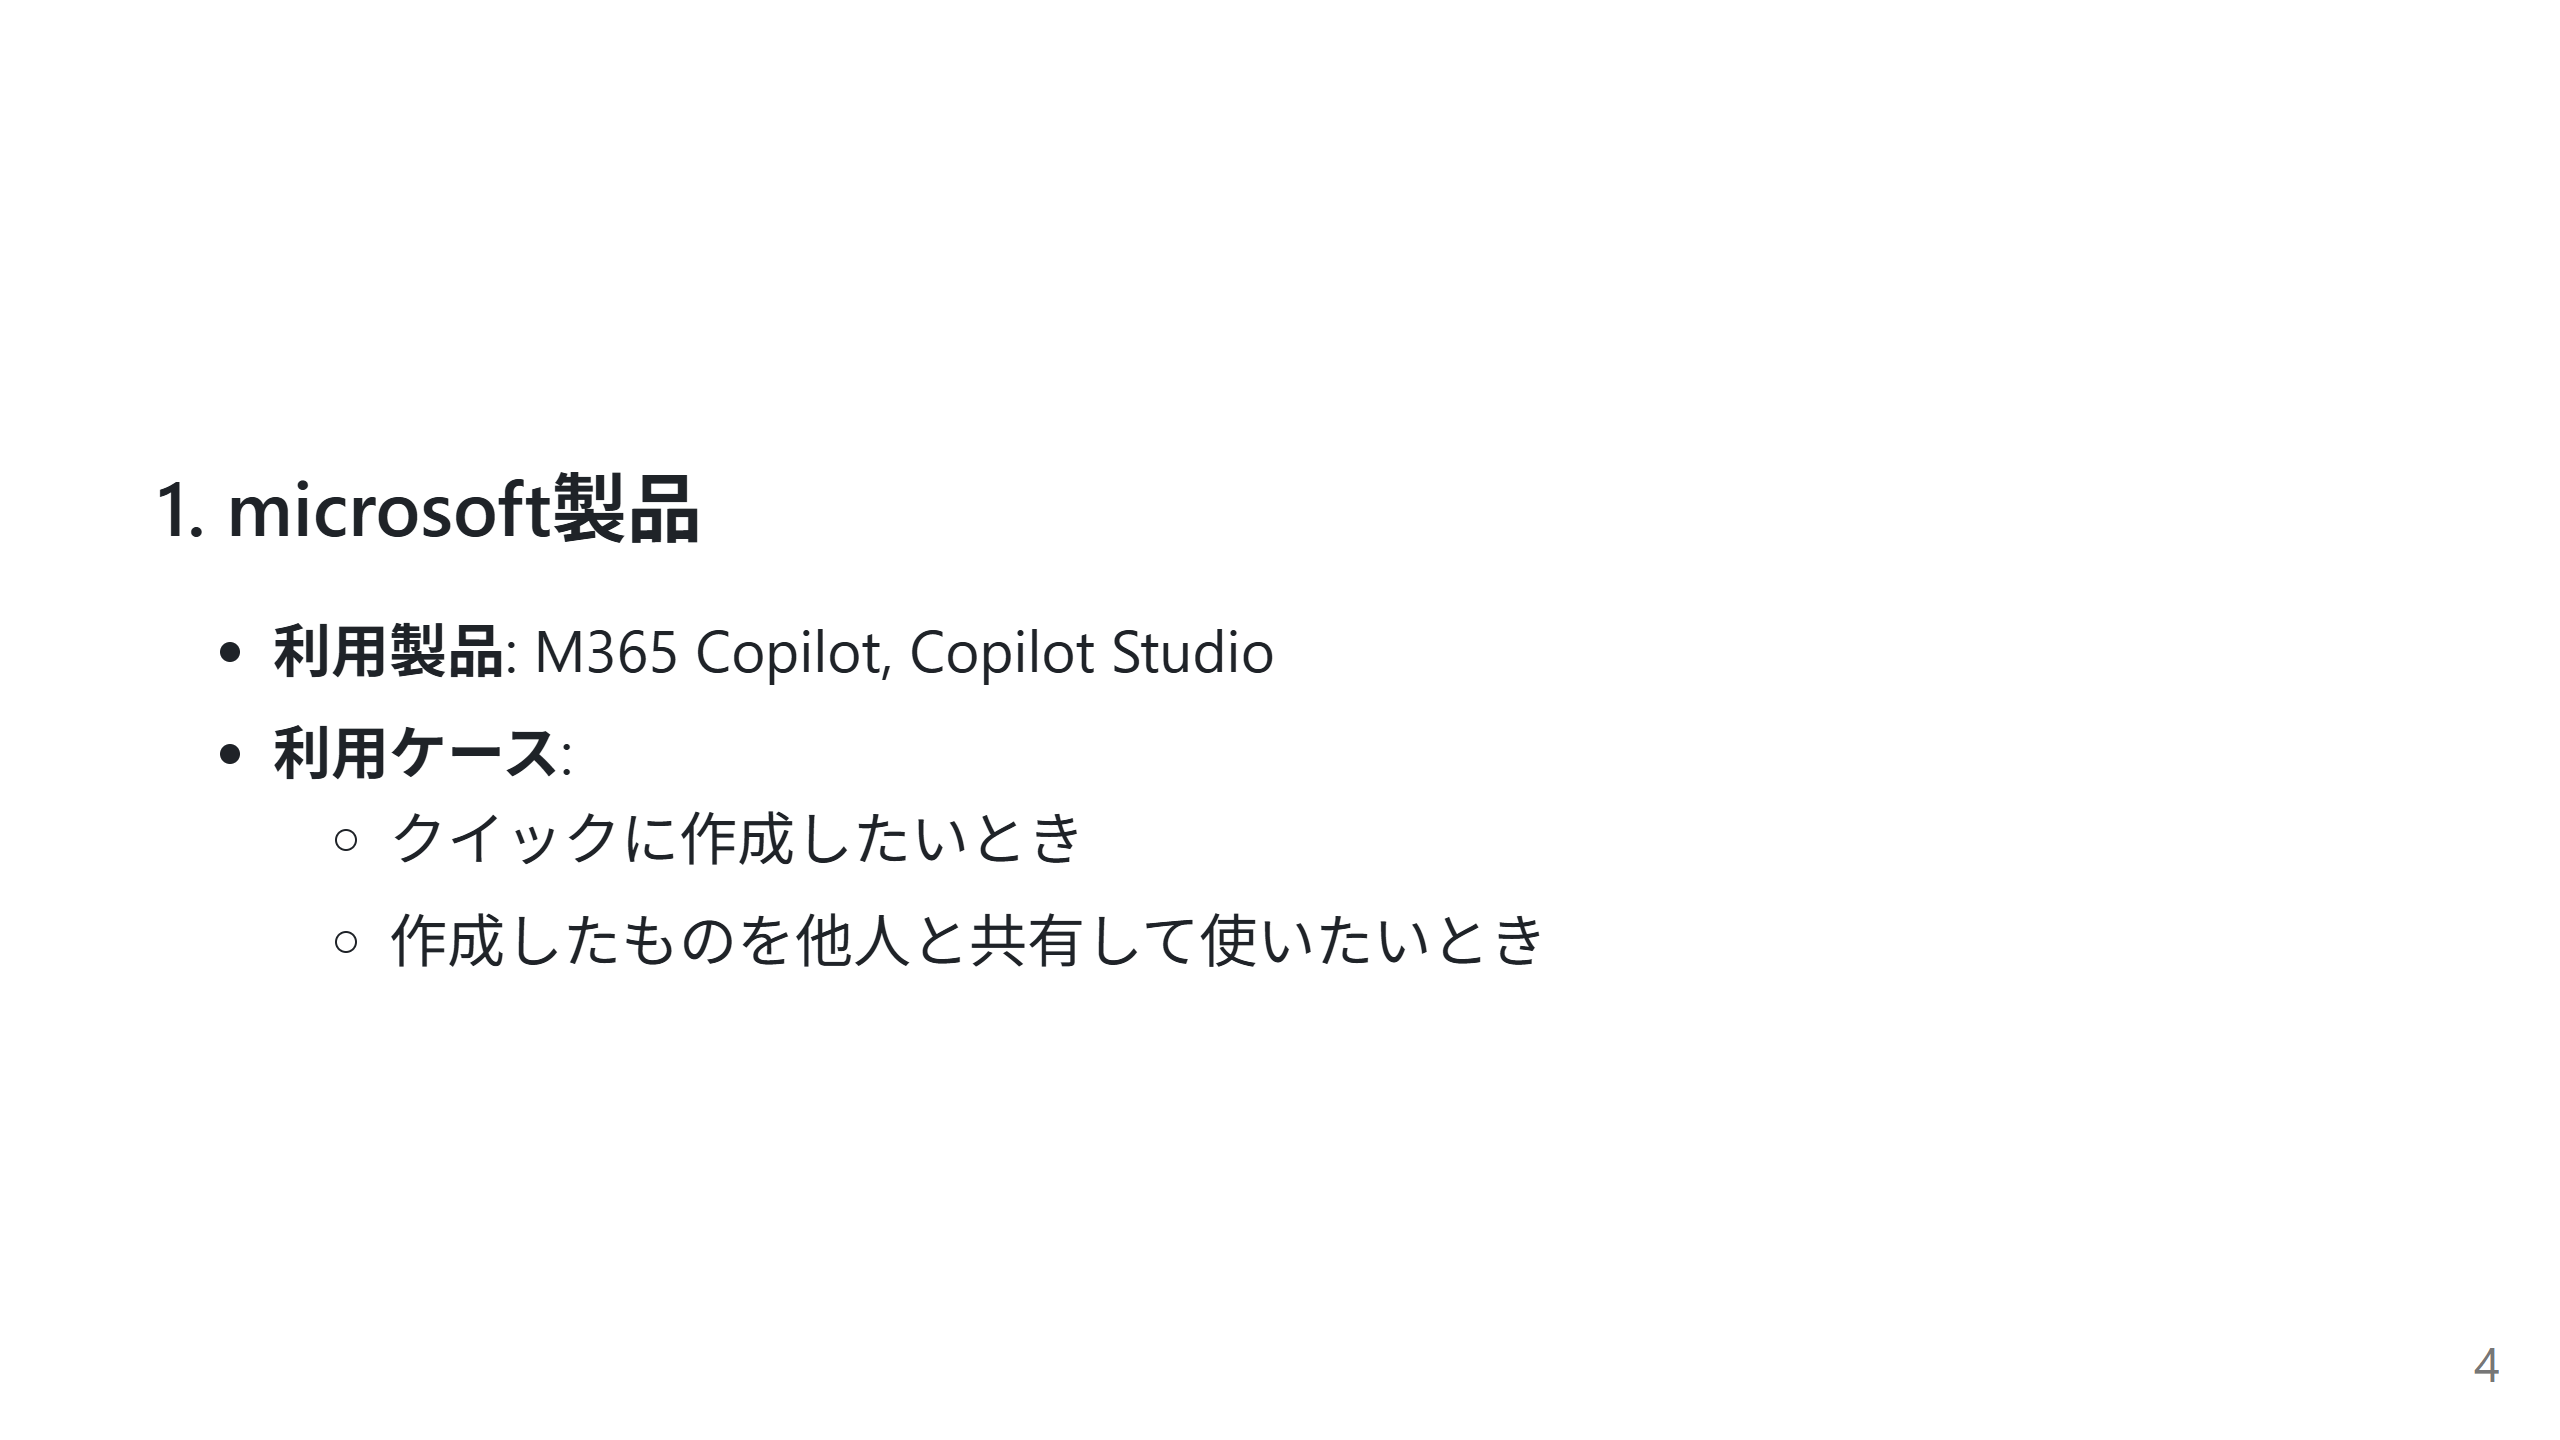 1. microsoft製品
• 利用製品: M365 Copilot, Copilot Studio
• 利用ケース:
○ クイックに作成したいとき
○ 作成したものを他人と共有して使いたいとき
4